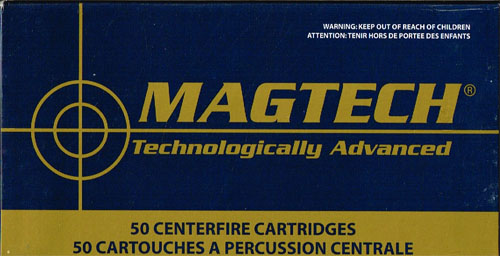 WARNING: KEEP OUT OF REACH OF CHILDREN
ATTENTION: TENIR HORS DE PORTEE DES ENFANTS
MAGTECH®
Technologically Advanced
50 CENTERFIRE CARTRIDGES
50 CARTOUCHES A PERCUSSION CENTRALE